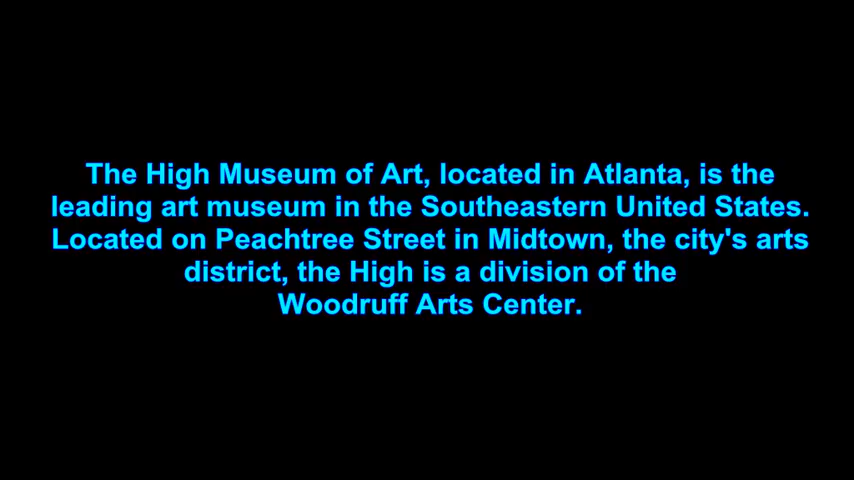 The High Museum of Art, located in Atlanta, is the
leading art museum in the Southeastern United States.
Located on Peachtree Street in Midtown, the city's arts
district, the High is a division of the
Woodruff Arts Center.